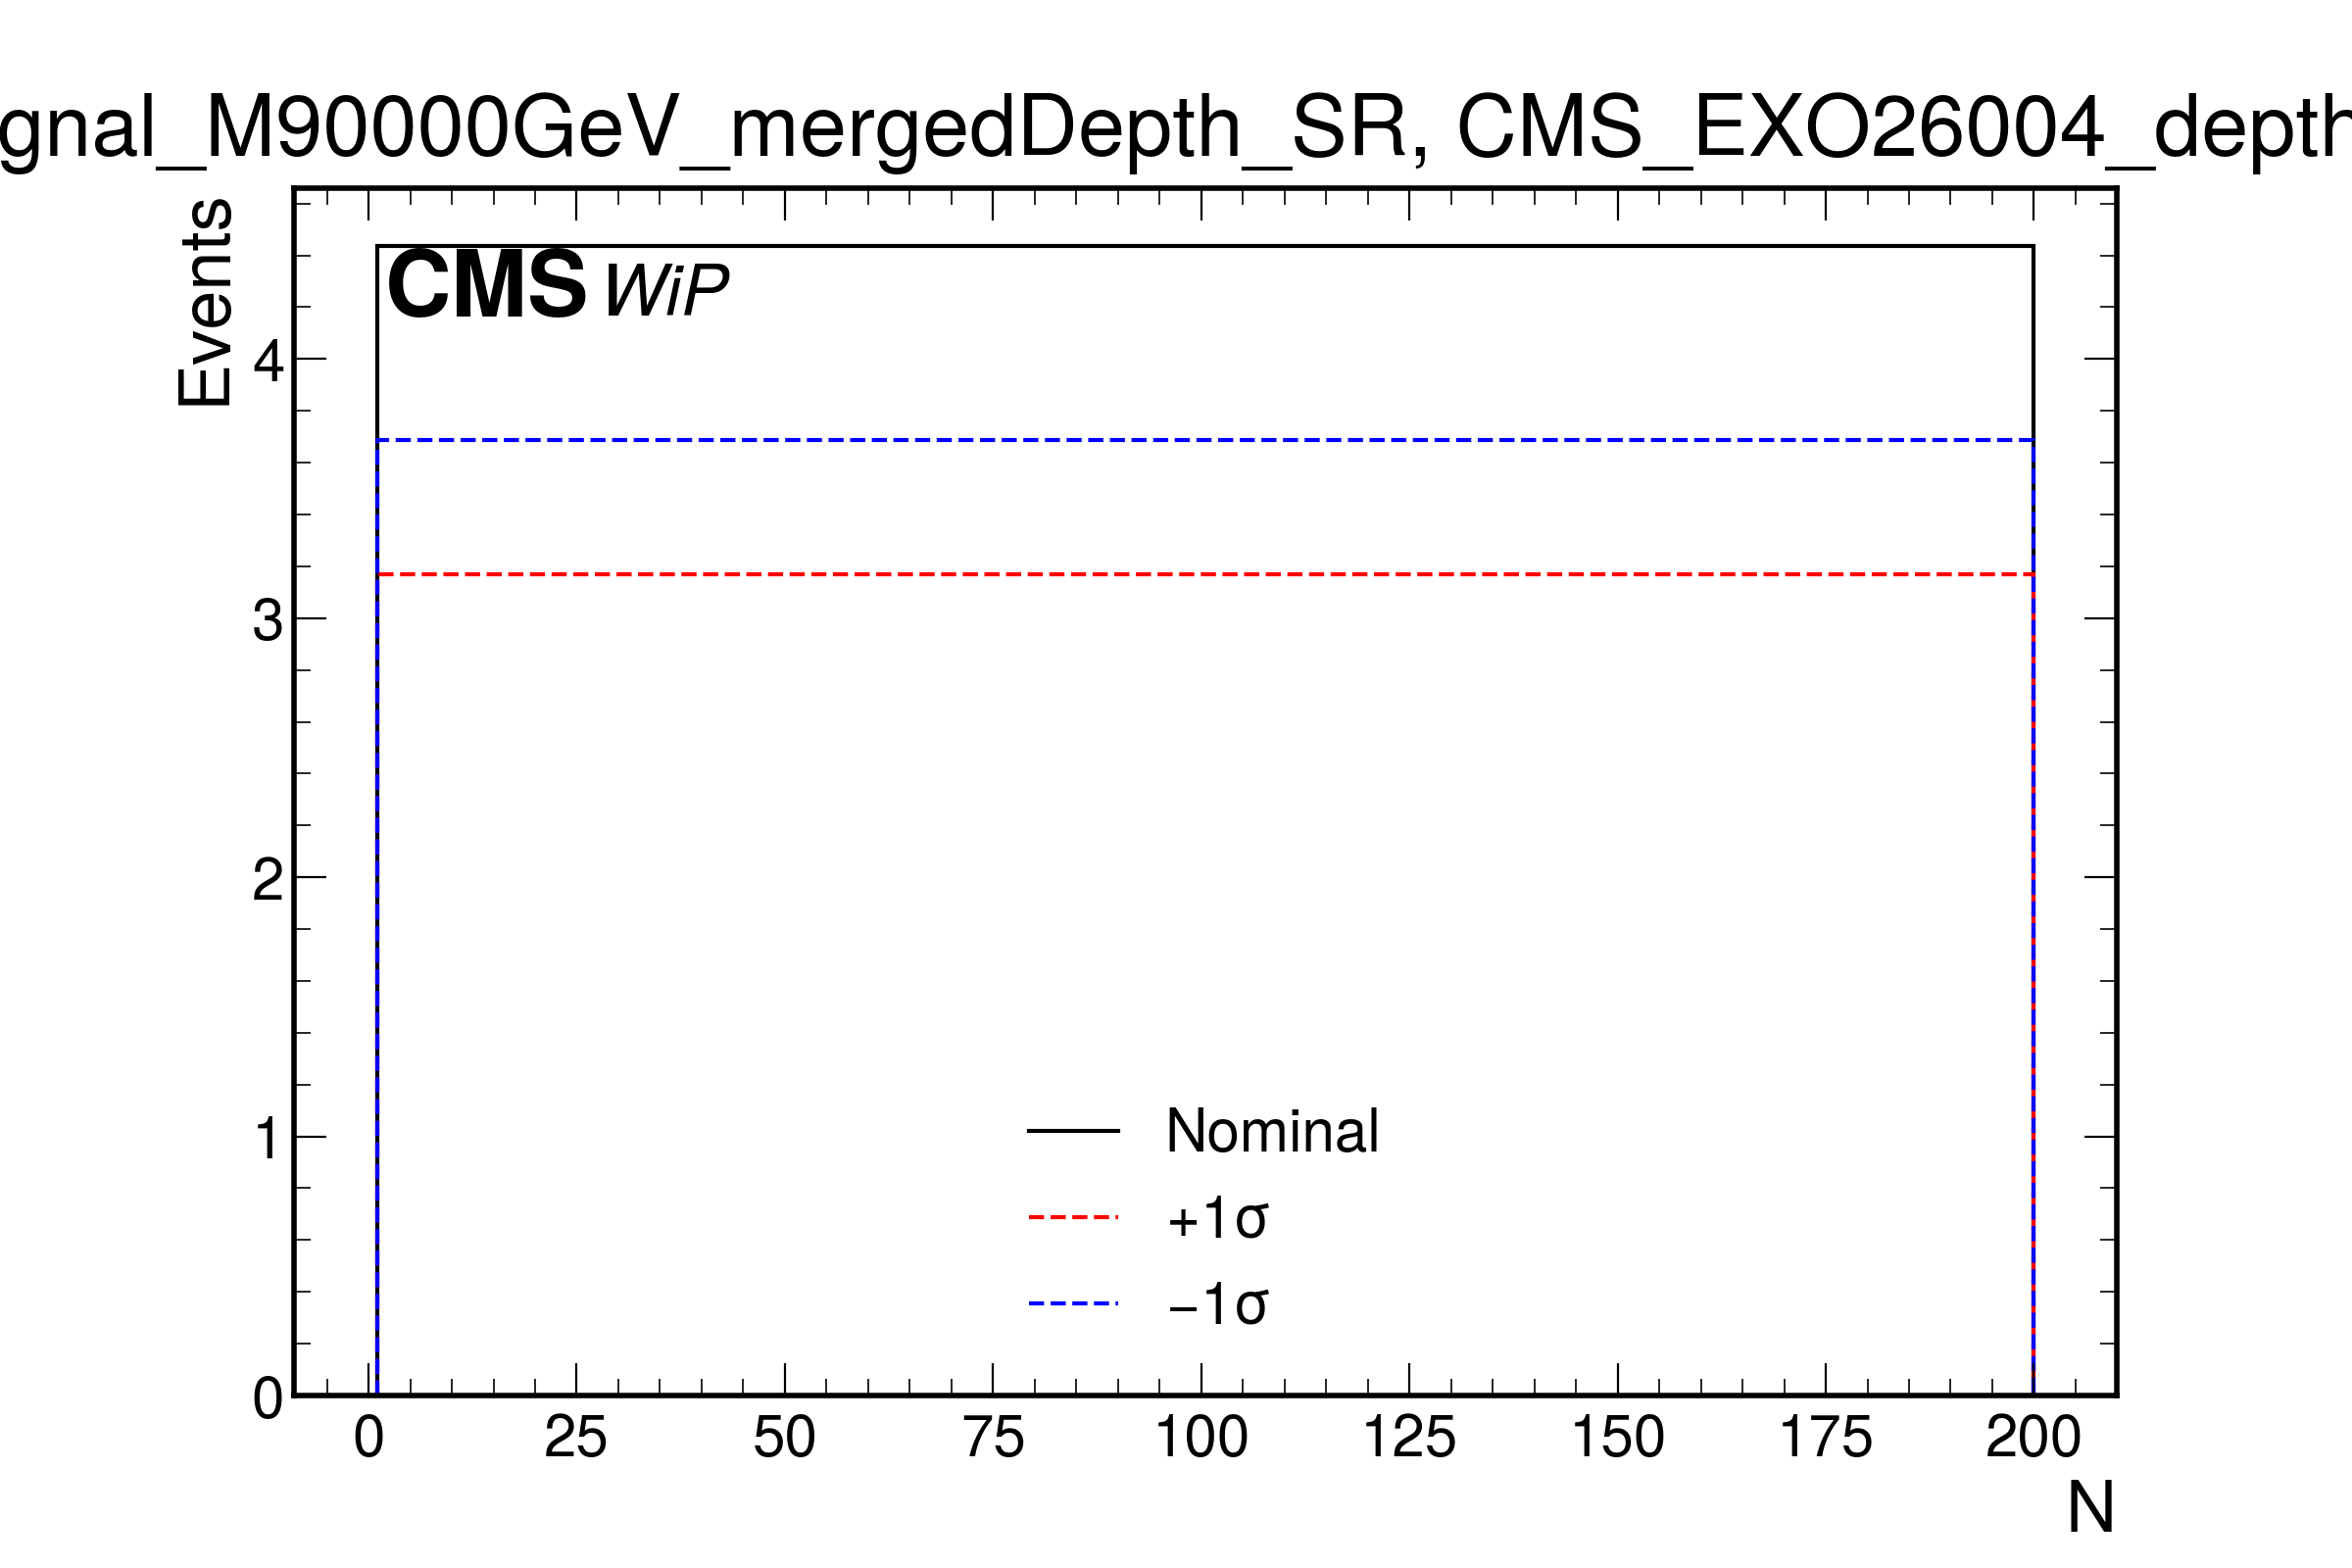 gnal_M90000GeV_mergedDepth_SR, CMS_EXO26004_depth
Events
CMS WiP
4
3
2
1
0
Nominal
+1σ
−1σ
0 25 50 75 100 125 150 175 200
N